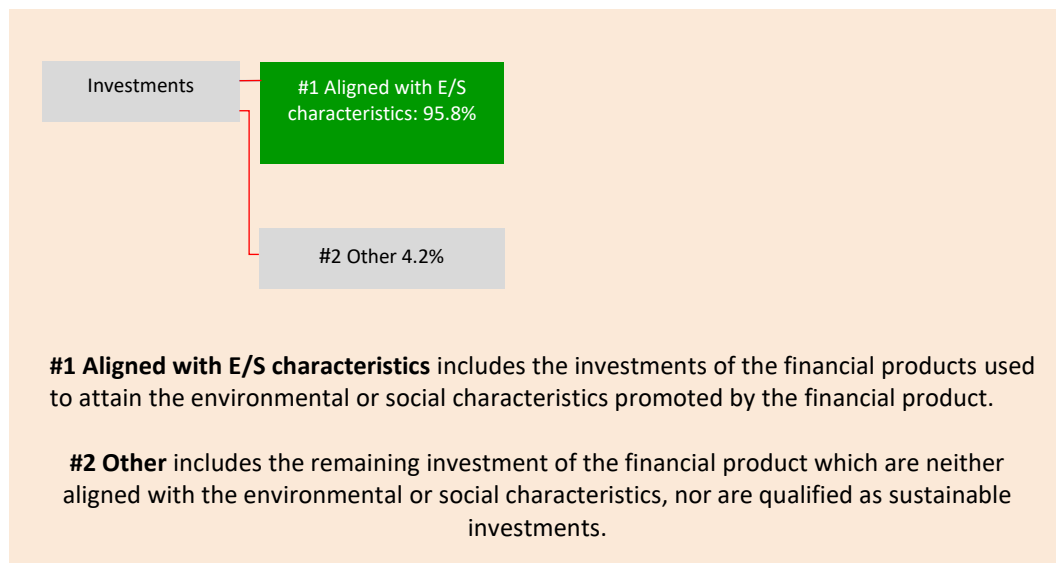 Investments
#1 Aligned with E/S
characteristics: 95.8%
#2 Other 4.2%
#1 Aligned with E/S characteristics includes the investments of the financial products used
to attain the environmental or social characteristics promoted by the financial product.
#2 Other includes the remaining investment of the financial product which are neither
aligned with the environmental or social characteristics, nor are qualified as sustainable
investments.